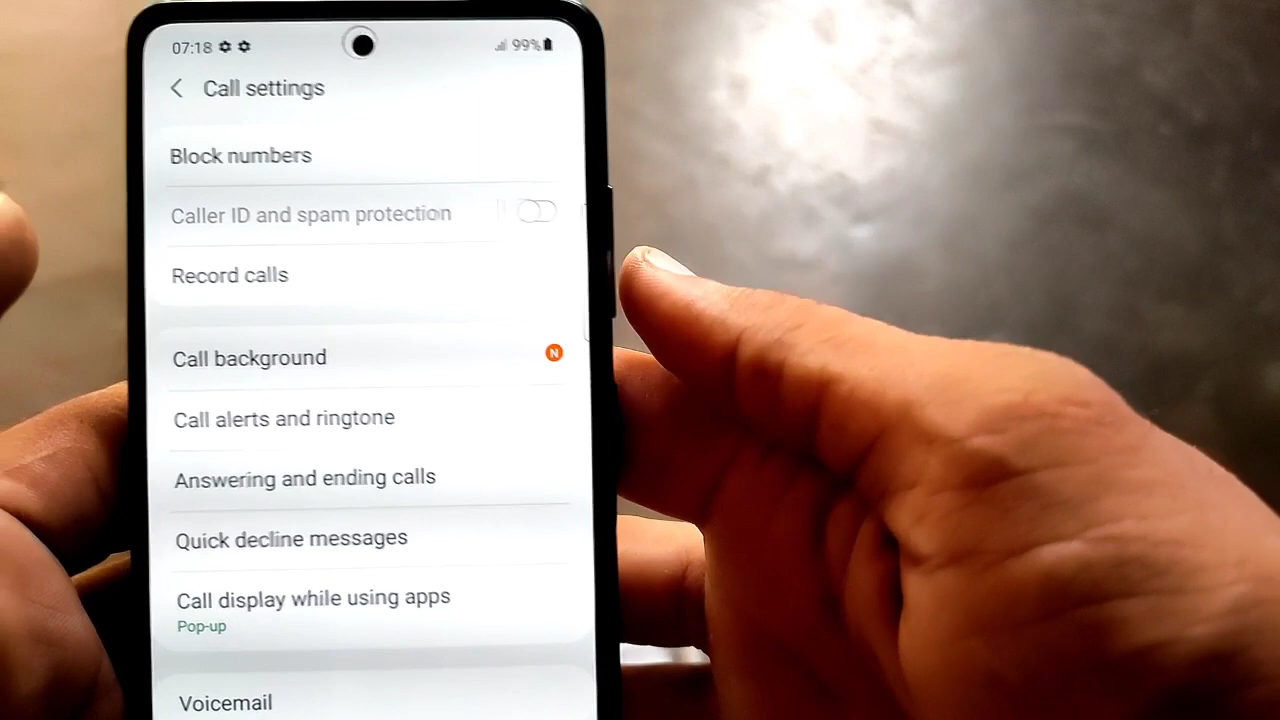 07:18 99%
Call settings
Block numbers
Caller ID and spam protection
Record calls
Call background N
Call alerts and ringtone
Answering and ending calls
Quick decline messages
Call display while using apps
Pop-up
Voicemail